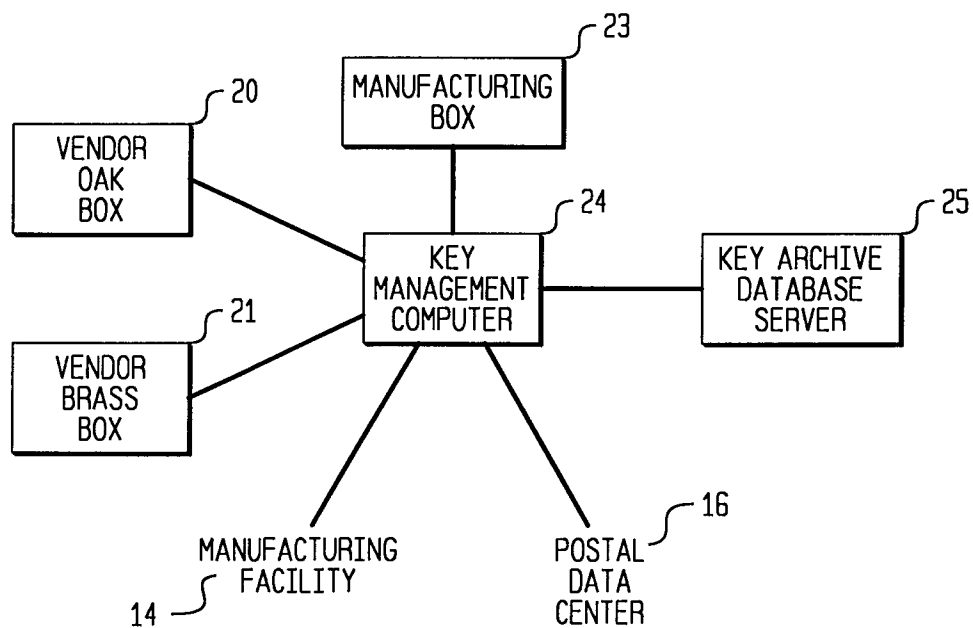 23
MANUFACTURING
BOX
20
VENDOR
OAK
BOX
24
KEY
MANAGEMENT
COMPUTER
25
KEY ARCHIVE
DATABASE
SERVER
21
VENDOR
BRASS
BOX
MANUFACTURING
FACILITY
14
16
POSTAL
DATA
CENTER